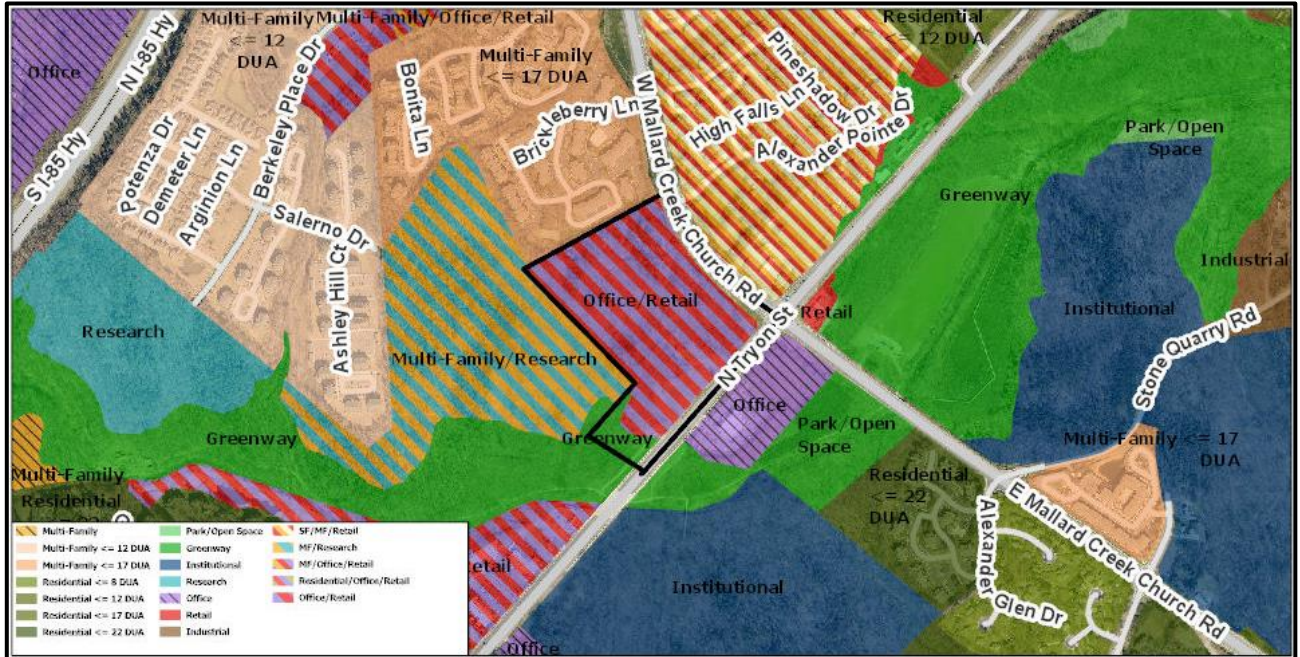 Multi-Family
<= 12
DUA
Multi-Family/Office/Retail
Multi-Family
<= 17 DUA
Residential
<= 12 DUA
Office
N I-85 Hy
S I-85 Hy
Berkeley Place Dr
Bonita Ln
Brickleberry Ln
W Mallard Creek Church Rd
Pineshadow Dr
High Falls Ln
Alexander Pointe Dr
Park/Open
Space
Greenway
Potenza Dr
Demeter Ln
Arginion Ln
Salerno Dr
Ashley Hill Ct
Industrial
Office/Retail
Retail
Institutional
Stone Quarry Rd
Research
Multi-Family/Research
N Tryon St
Office
Park/Open
Space
Greenway
Greenway
Multi-Family <= 17
DUA
Residential
<= 22
DUA
Multi-Family
Residential
E Mallard Creek Church Rd
Alexander Glen Dr
Institutional
etail
Office
Multi-Family
Multi-Family <= 12 DUA
Multi-Family <= 17 DUA
Residential <= 8 DUA
Residential <= 12 DUA
Residential <= 17 DUA
Residential <= 22 DUA
Park/Open Space
Greenway
Institutional
Research
Office
Retail
Industrial
SF/MF/Retail
MF/Research
MF/Office/Retail
Residential/Office/Retail
Office/Retail